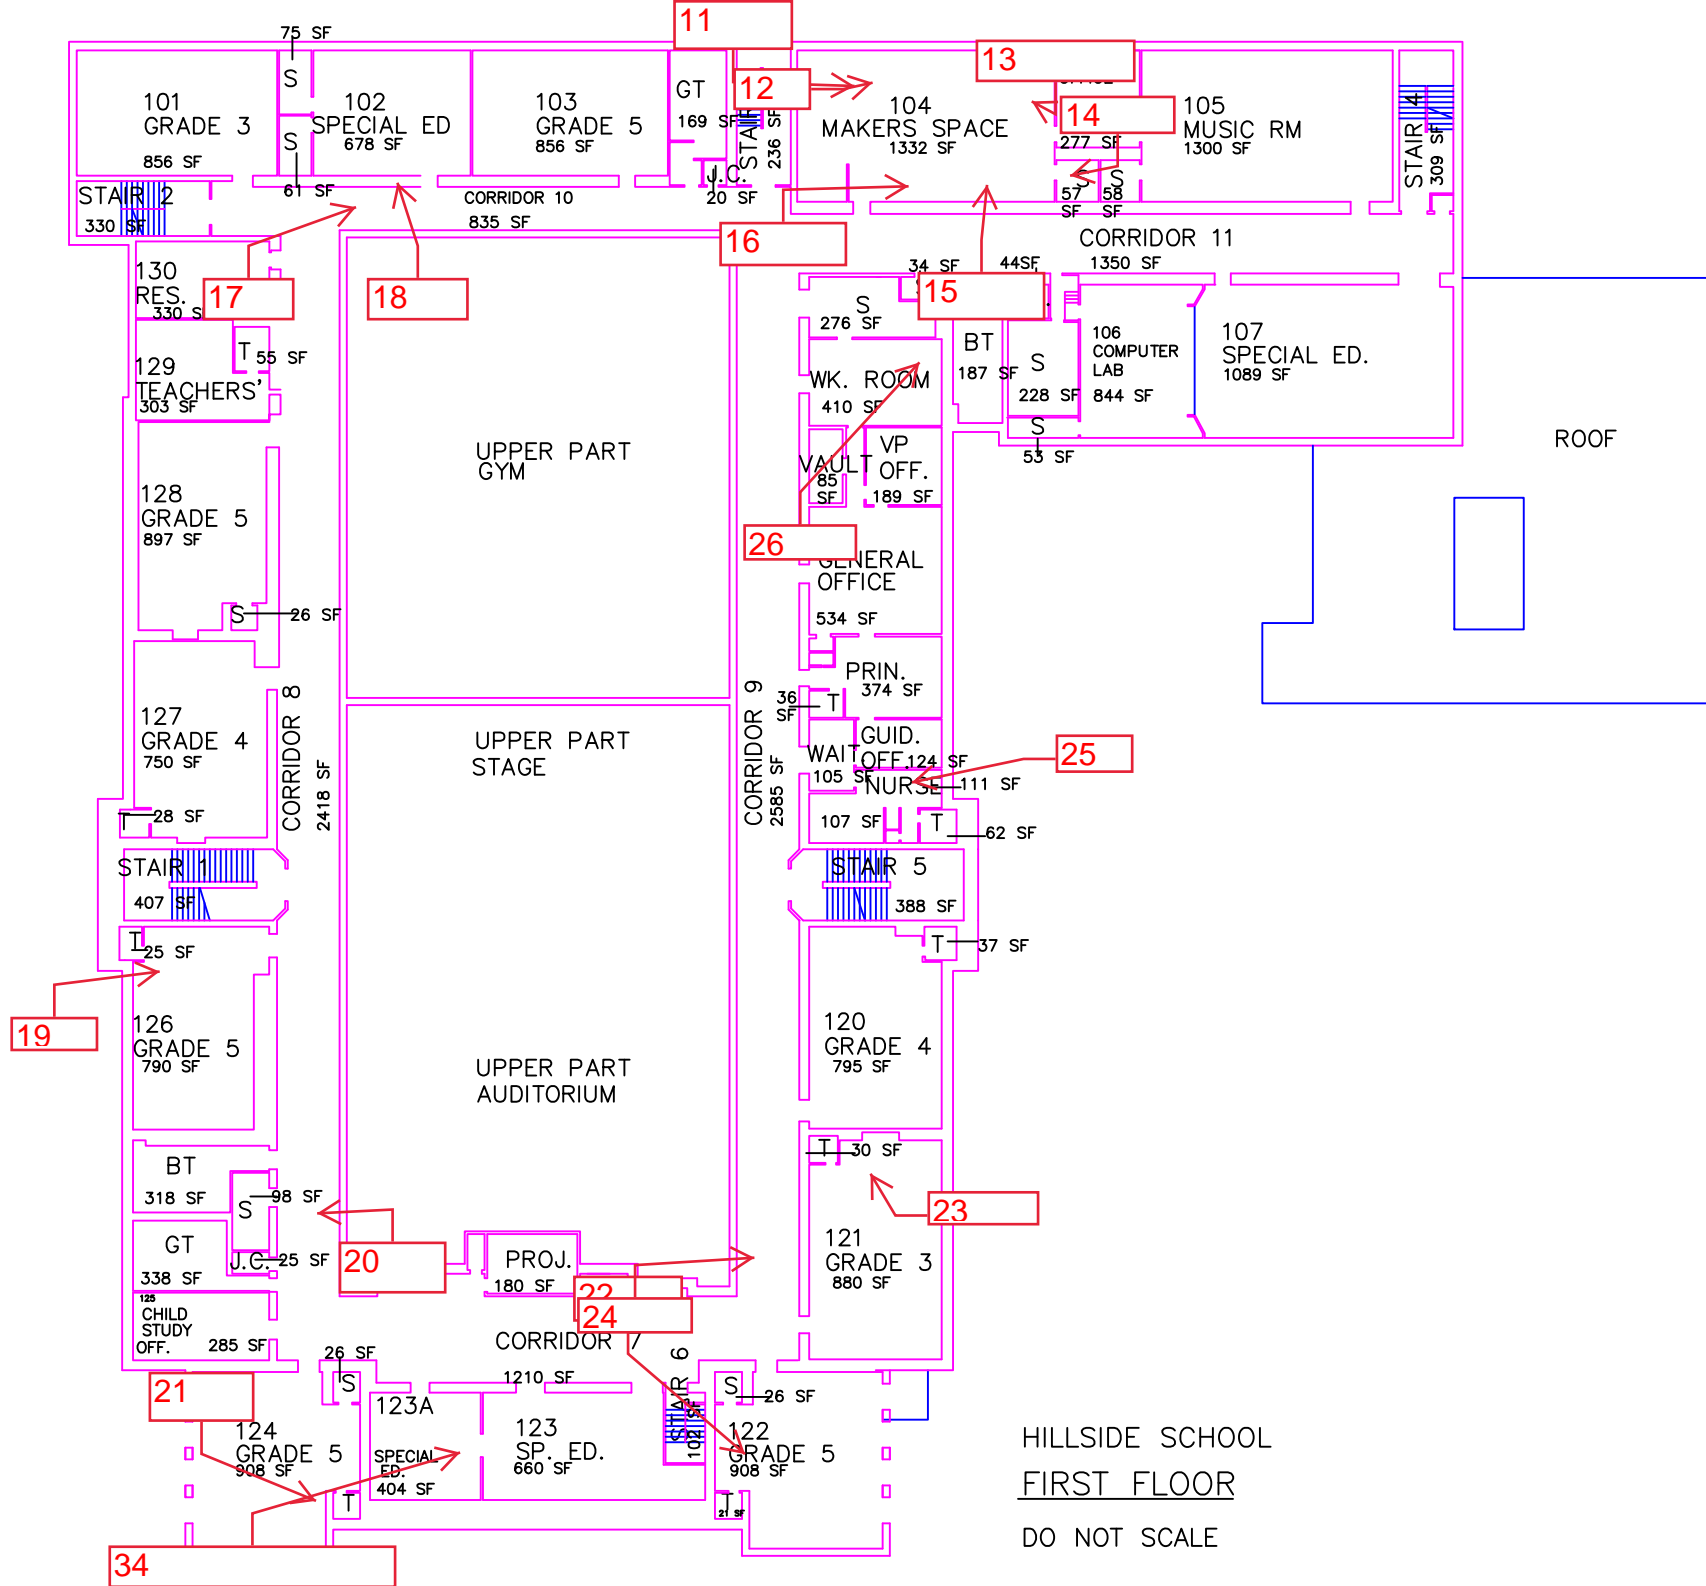 75 SF
11
13
S
GT
12
101
GRADE 3
856 SF
102
SPECIAL ED
678 SF
103
GRADE 5
856 SF
169 SF
STAIR
236 SF
104
MAKERS SPACE
1332 SF
14
277 SF
105
MUSIC RM
1300 SF
STAIR 4
309 SF
S
61 SF
J.C.
20 SF
S
S
57
SF
58
SF
STAIR 2
330 SF
CORRIDOR 10
835 SF
16
CORRIDOR 11
1350 SF
17
18
130
RES.
330 S
34 SF
44SF
15
S
276 SF
T
55 SF
129
TEACHERS'
303 SF
WK. ROOM
410 SF
BT
187 SF
S
228 SF
106
COMPUTER
LAB
844 SF
107
SPECIAL ED.
1089 SF
S
53 SF
ROOF
UPPER PART
GYM
VAULT
85
SF
VP
OFF.
189 SF
128
GRADE 5
897 SF
26
GENERAL
OFFICE
534 SF
S
26 SF
127
GRADE 4
750 SF
CORRIDOR 8
2418 SF
CORRIDOR 9
2585 SF
PRIN.
374 SF
36
SF
T
UPPER PART
STAGE
WAIT
105 SF
GUID.
OFF.
124 SF
25
NURSE
111 SF
107 SF
T
62 SF
T
28 SF
STAIR 1
407 SF
STAIR 5
388 SF
T
25 SF
T
37 SF
19
126
GRADE 5
790 SF
120
GRADE 4
795 SF
UPPER PART
AUDITORIUM
T
30 SF
BT
318 SF
98 SF
S
23
GT
338 SF
J.C.
25 SF
20
PROJ.
180 SF
22
24
121
GRADE 3
880 SF
125
CHILD
STUDY
OFF.
285 SF
CORRIDOR 7
1210 SF
26 SF
S
STAIR 6
102 SF
S
26 SF
21
124
GRADE 5
908 SF
123A
SPECIAL
ED.
404 SF
123
SP. ED.
660 SF
122
GRADE 5
908 SF
T
T
21 SF
34
HILLSIDE SCHOOL
FIRST FLOOR
DO NOT SCALE